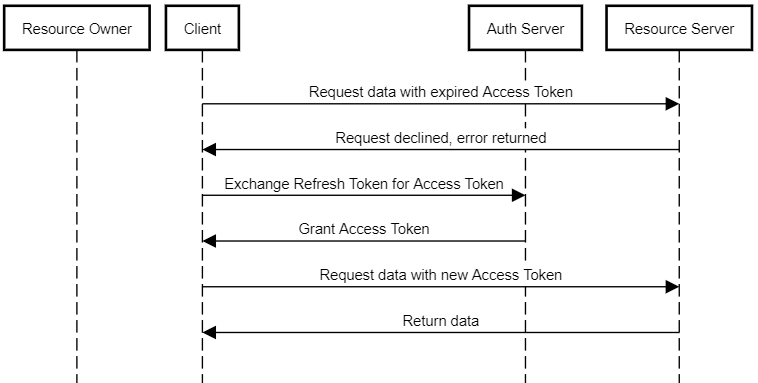 Resource Owner
Client
Auth Server
Resource Server
Request data with expired Access Token
Request declined, error returned
Exchange Refresh Token for Access Token
Grant Access Token
Request data with new Access Token
Return data